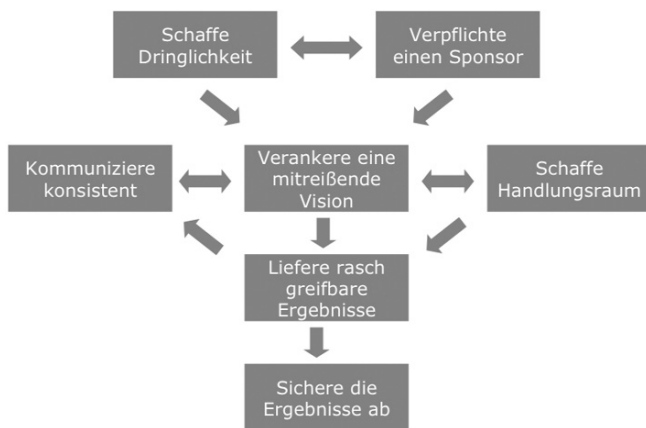 Schaffe
Dringlichkeit
Verpflichte
einen Sponsor
Kommuniziere
konsistent
Verankere eine
mitreißende
Vision
Schaffe
Handlungsraum
Liefere rasch
greifbare
Ergebnisse
Sichere die
Ergebnisse ab